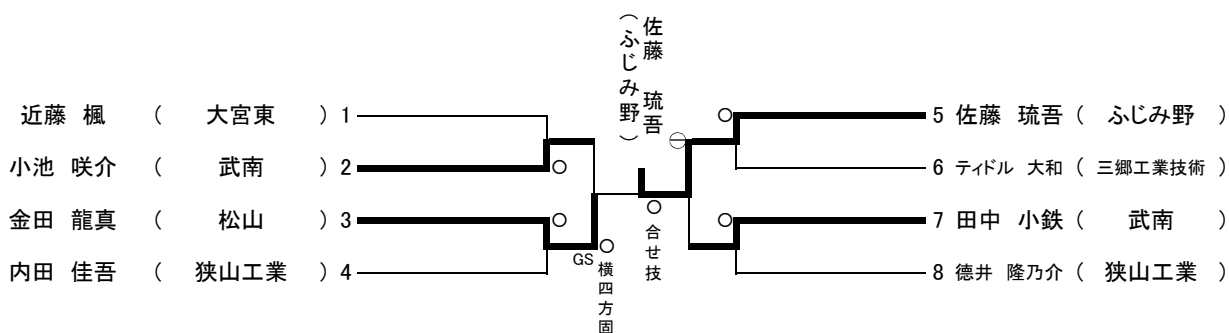 佐藤 琉吾
（ふじみ野）
近藤 楓 （ 大宮東 ） 1
小池 咲介 （ 武南 ） 2
金田 龍真 （ 松山 ） 3
内田 佳吾 （ 狭山工業 ） 4
GS
横四方固
合せ技
5 佐藤 琉吾 （ ふじみ野 ）
6 ティドル 大和 （ 三郷工業技術 ）
7 田中 小鉄 （ 武南 ）
8 德井 隆乃介 （ 狭山工業 ）